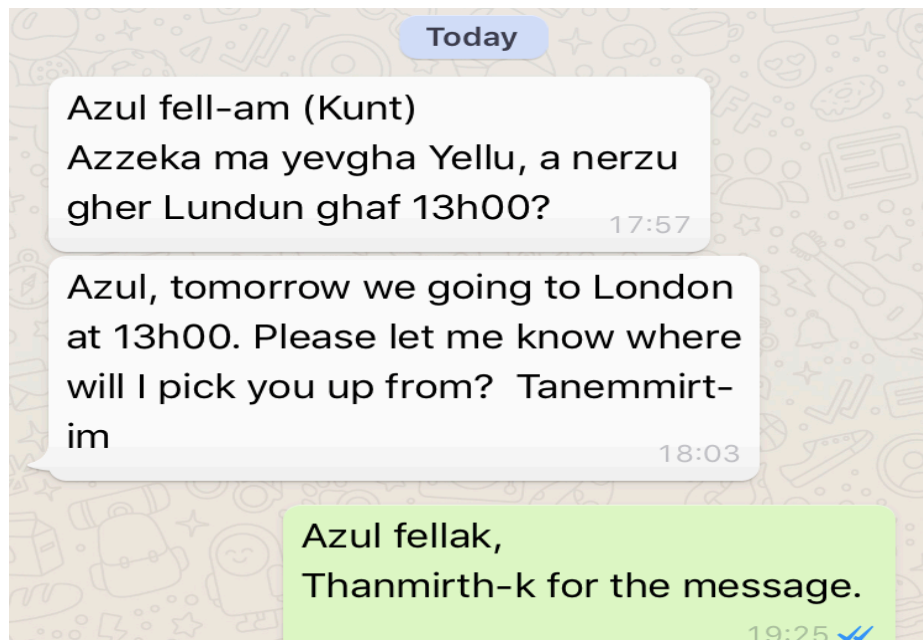 Today
Azul fell-am (Kunt)
Azzeka ma yevgha Yellu, a nerzu
gher Lundun ghaf 13h00?
17:57
Azul, tomorrow we going to London
at 13h00. Please let me know where
will I pick you up from?  Tanemmirt-
im
18:03
Azul fellak,
Thanmirth-k for the message.
19:25